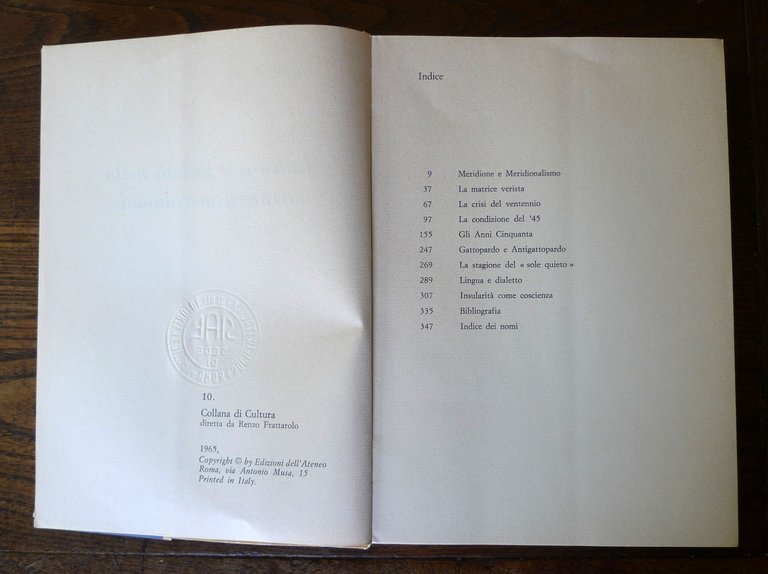 10.
Collana di Cultura
diretta da Renzo Frattarolo
1965,
Copyright © by Edizioni dell'Ateneo
Roma, via Antonio Musa, 15
Printed in Italy.
Indice
9 Meridione e Meridionalismo
37 La matrice verista
67 La crisi del ventennio
97 La condizione del '45
155 Gli Anni Cinquanta
247 Gattopardo e Antigattopardo
269 La stagione del « sole quieto »
289 Lingua e dialetto
307 Insularità come coscienza
335 Bibliografia
347 Indice dei nomi